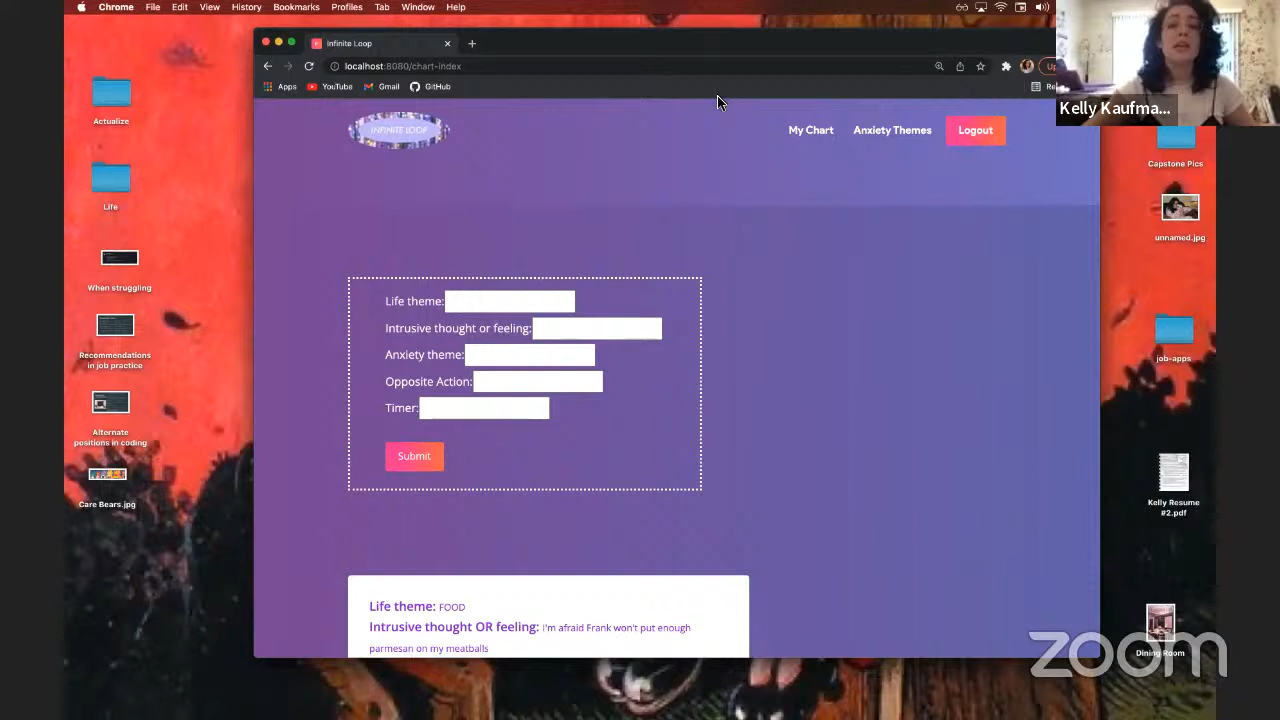 Chrome File Edit View History Bookmarks Profiles Tab Window Help
Infinite Loop
localhost:8080/chart-index
Apps YouTube Gmail GitHub
Kelly Kaufma...
INFINITE LOOP
My Chart Anxiety Themes Logout
Actualize
Life
When struggling
Recommendations
in job practice
Alternate
positions in coding
Care Bears.jpg
Life theme:
Intrusive thought or feeling:
Anxiety theme:
Opposite Action:
Timer:
Submit
Life theme: FOOD
Intrusive thought OR feeling: I'm afraid Frank won't put enough
parmesan on my meatballs
Capstone Pics
unnamed.jpg
job-apps
Kelly Resume
#2.pdf
Dining Room
zoom